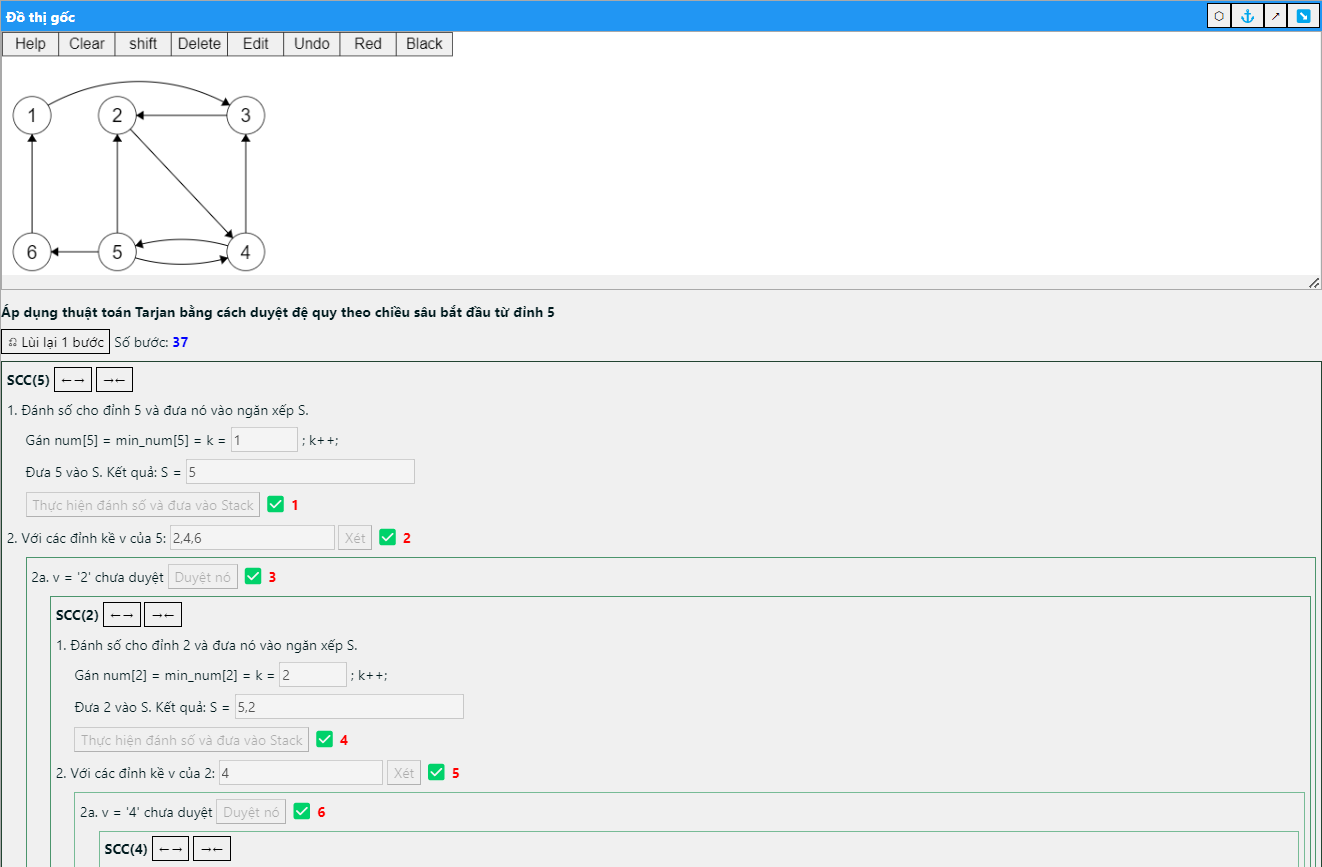 Đồ thị gốc
Help Clear shift Delete Edit Undo Red Black
1 2 3
6 5 4
Áp dụng thuật toán Tarjan bằng cách duyệt đệ quy theo chiều sâu bắt đầu từ đỉnh 5
Lùi lại 1 bước Số bước: 37
SCC(5) ←→ →←
1. Đánh số cho đỉnh 5 và đưa nó vào ngăn xếp S.
Gán num[5] = min_num[5] = k = 1 ; k++;
Đưa 5 vào S. Kết quả: S = 5
Thực hiện đánh số và đưa vào Stack ✅ 1
2. Với các đỉnh kề v của 5: 2,4,6 Xét ✅ 2
2a. v = '2' chưa duyệt Duyệt nó ✅ 3
SCC(2) ←→ →←
1. Đánh số cho đỉnh 2 và đưa nó vào ngăn xếp S.
Gán num[2] = min_num[2] = k = 2 ; k++;
Đưa 2 vào S. Kết quả: S = 5,2
Thực hiện đánh số và đưa vào Stack ✅ 4
2. Với các đỉnh kề v của 2: 4 Xét ✅ 5
2a. v = '4' chưa duyệt Duyệt nó ✅ 6
SCC(4) ←→ →←